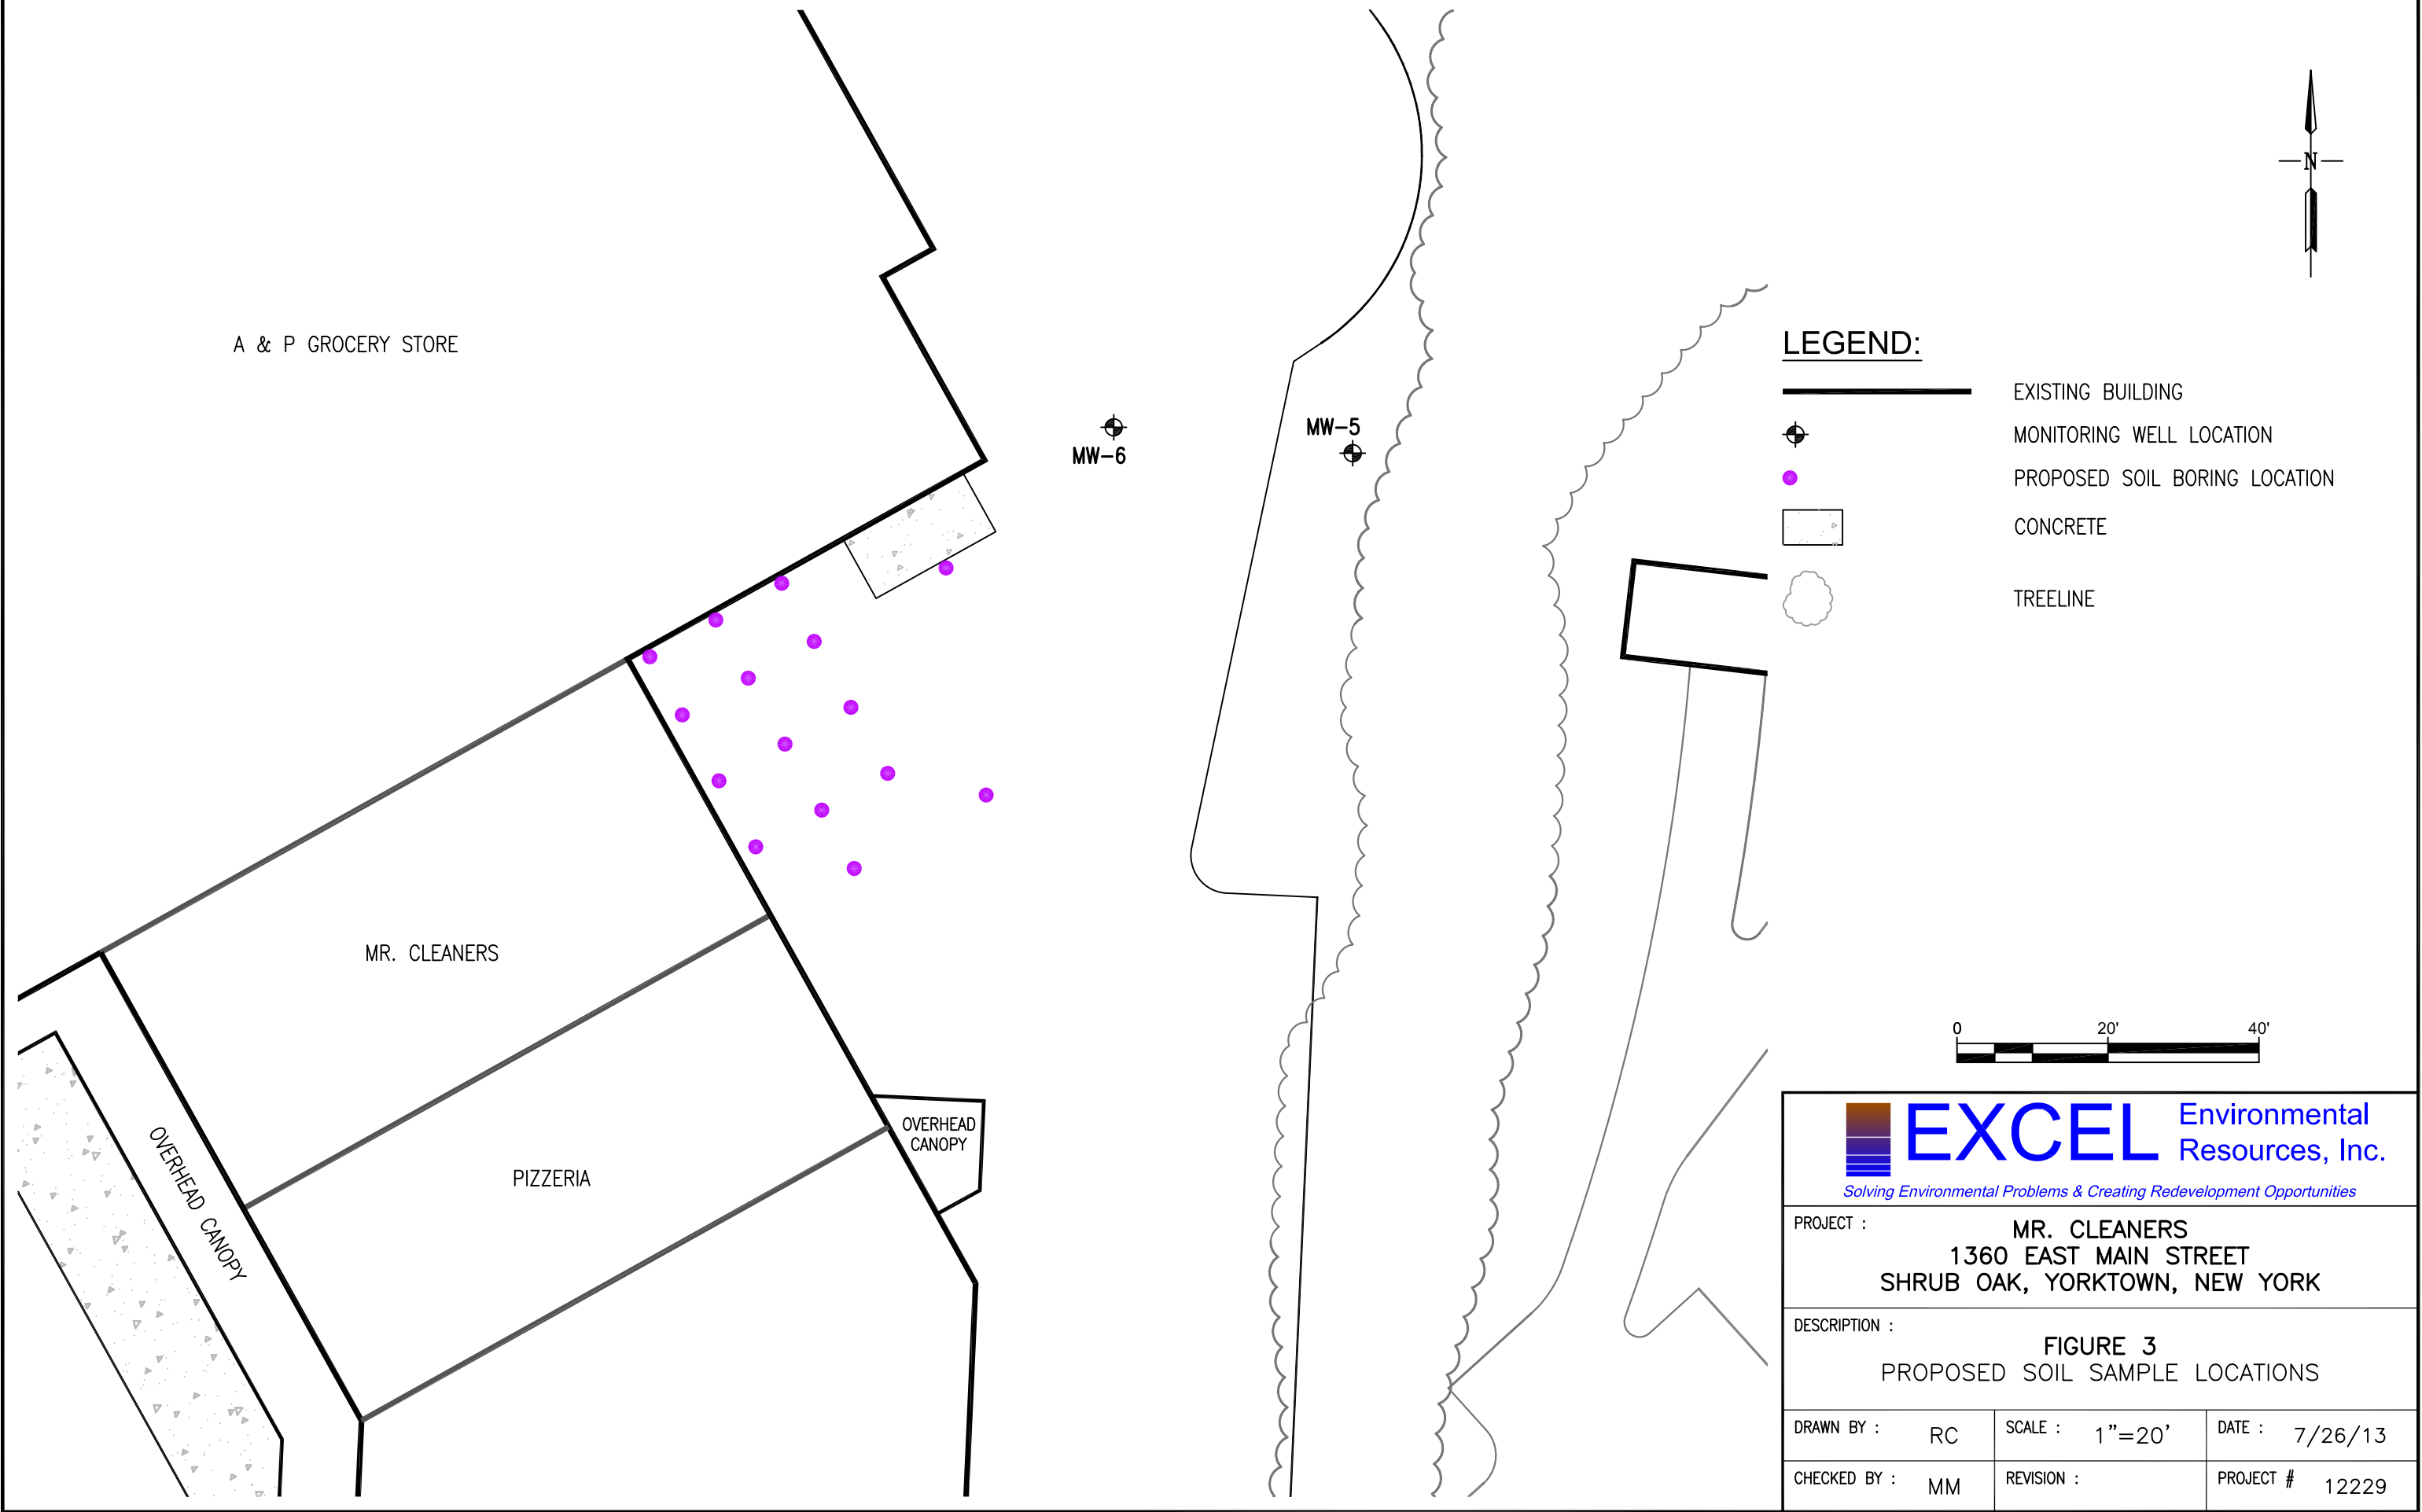 A & P GROCERY STORE
MW-6
MW-5
MR. CLEANERS
PIZZERIA
OVERHEAD
CANOPY
OVERHEAD CANOPY
N
LEGEND:
EXISTING BUILDING
MONITORING WELL LOCATION
PROPOSED SOIL BORING LOCATION
CONCRETE
TREELINE
0 20' 40'
EXCEL Environmental
Resources, Inc.
Solving Environmental Problems & Creating Redevelopment Opportunities
PROJECT :
MR. CLEANERS
1360 EAST MAIN STREET
SHRUB OAK, YORKTOWN, NEW YORK
DESCRIPTION :
FIGURE 3
PROPOSED SOIL SAMPLE LOCATIONS
DRAWN BY : RC SCALE : 1"=20' DATE : 7/26/13
CHECKED BY : MM REVISION : PROJECT # 12229